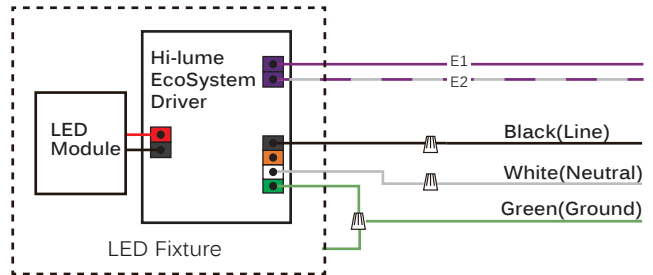 Hi-lume
EcoSystem
Driver
E1
E2
LED
Module
Black(Line)
White(Neutral)
Green(Ground)
LED Fixture